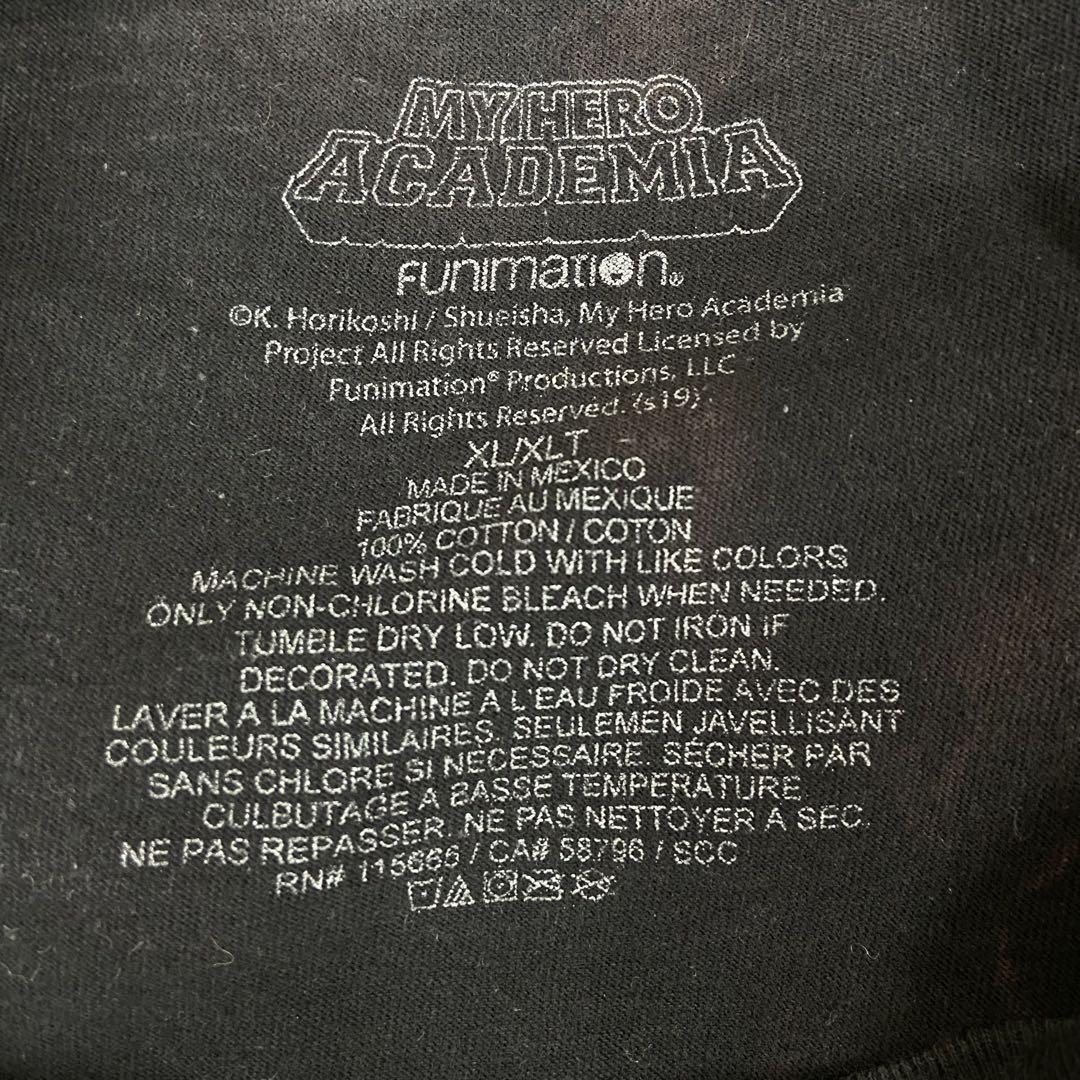 MY HERO
ACADEMIA
FUNIMATION®
©K. Horikoshi / Shueisha, My Hero Academia
Project All Rights Reserved Licensed by
Funimation® Productions, LLC
All Rights Reserved. (s19)
XL/XLT
MADE IN MEXICO
FABRIQUE AU MEXIQUE
100% COTTON / COTON
MACHINE WASH COLD WITH LIKE COLORS
ONLY NON-CHLORINE BLEACH WHEN NEEDED.
TUMBLE DRY LOW. DO NOT IRON IF
DECORATED. DO NOT DRY CLEAN.
LAVER A LA MACHINE A L'EAU FROIDE AVEC DES
COULEURS SIMILAIRES. SEULEMEN JAVELLISANT
SANS CHLORE SI NÉCESSAIRE. SÉCHER PAR
CULBUTAGE A BASSE TEMPERATURE.
NE PAS REPASSER. NE PAS NETTOYER A SEC.
RN# 115666 / CA# 58796 / SCC